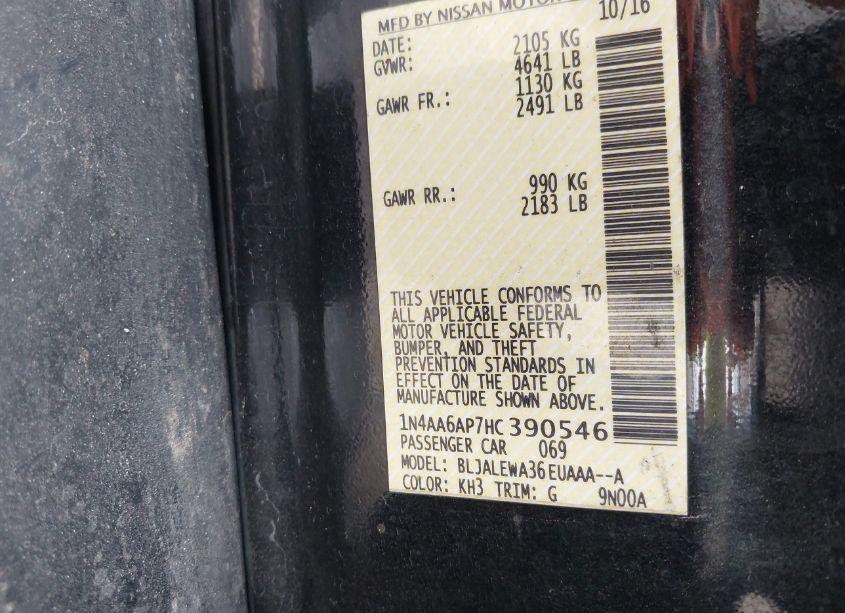 MFD BY NISSAN MOTOR
DATE: 10/16
GVWR: 2105 KG
4641 LB
GAWR FR.: 1130 KG
2491 LB
GAWR RR.: 990 KG
2183 LB
THIS VEHICLE CONFORMS TO
ALL APPLICABLE FEDERAL
MOTOR VEHICLE SAFETY,
BUMPER, AND THEFT
PREVENTION STANDARDS IN
EFFECT ON THE DATE OF
MANUFACTURE SHOWN ABOVE.
1N4AA6AP7HC390546
PASSENGER CAR 069
MODEL: BLJALEWA36EUAAA--A
COLOR: KH3 TRIM: G 9N00A